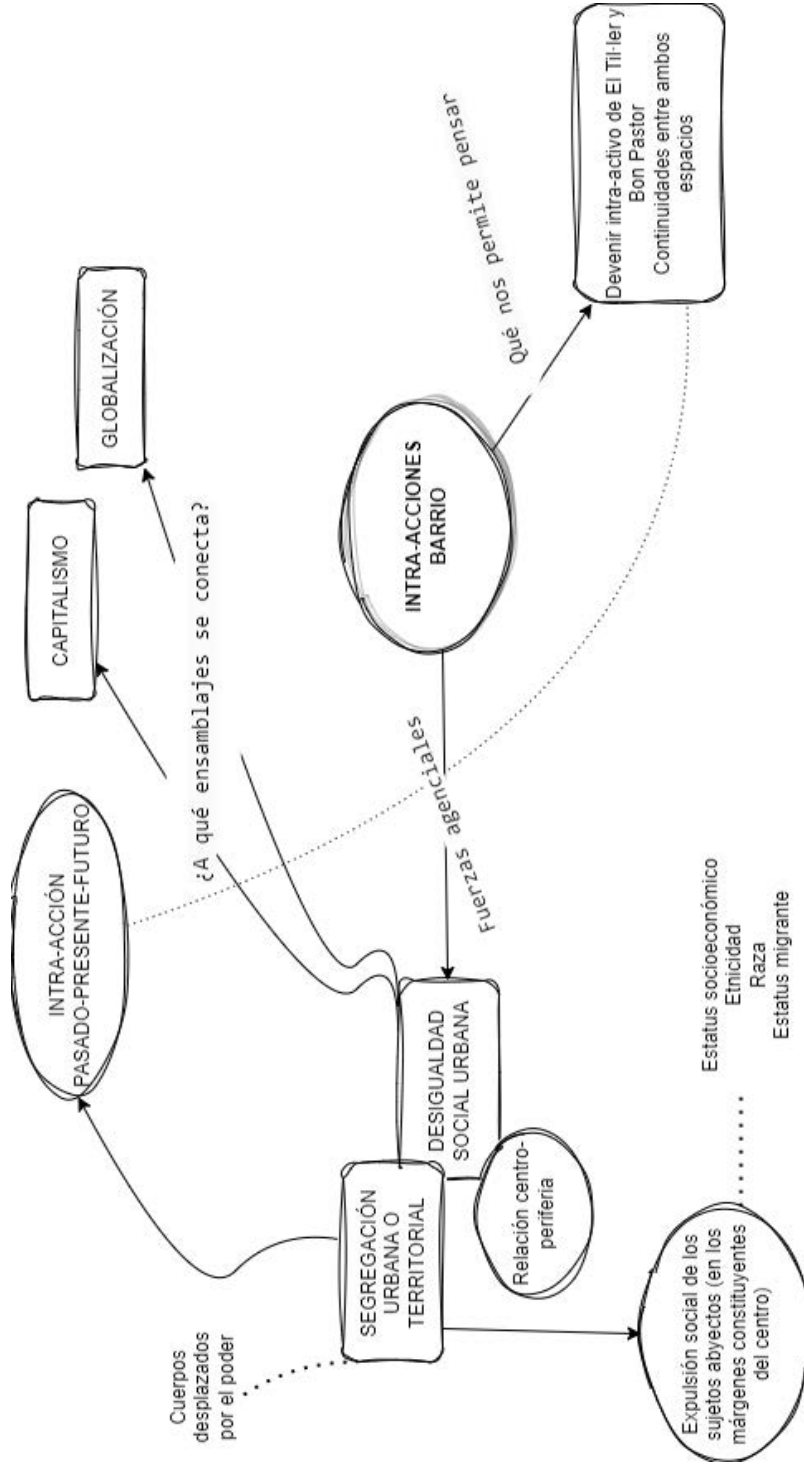 Cuerpos
desplazados
por el poder
INTRA-ACCIÓN
PASADO-PRESENTE-FUTURO
CAPITALISMO
GLOBALIZACIÓN
¿A qué ensamblajes se conecta?
SEGREGACIÓN
URBANA O
TERRITORIAL
DESIGUALDAD
SOCIAL URBANA
Relación centro-
periferia
Fuerzas agenciales
INTRA-ACCIONES
BARRIO
Qué nos permite pensar
Devenir intra-activo de El Til·ler y
Bon Pastor
Continuidades entre ambos
espacios
Expulsión social de los
sujetos abyectos (en los
márgenes constituyentes
del centro)
Estatus socioeconómico
Etnicidad
Raza
Estatus migrante